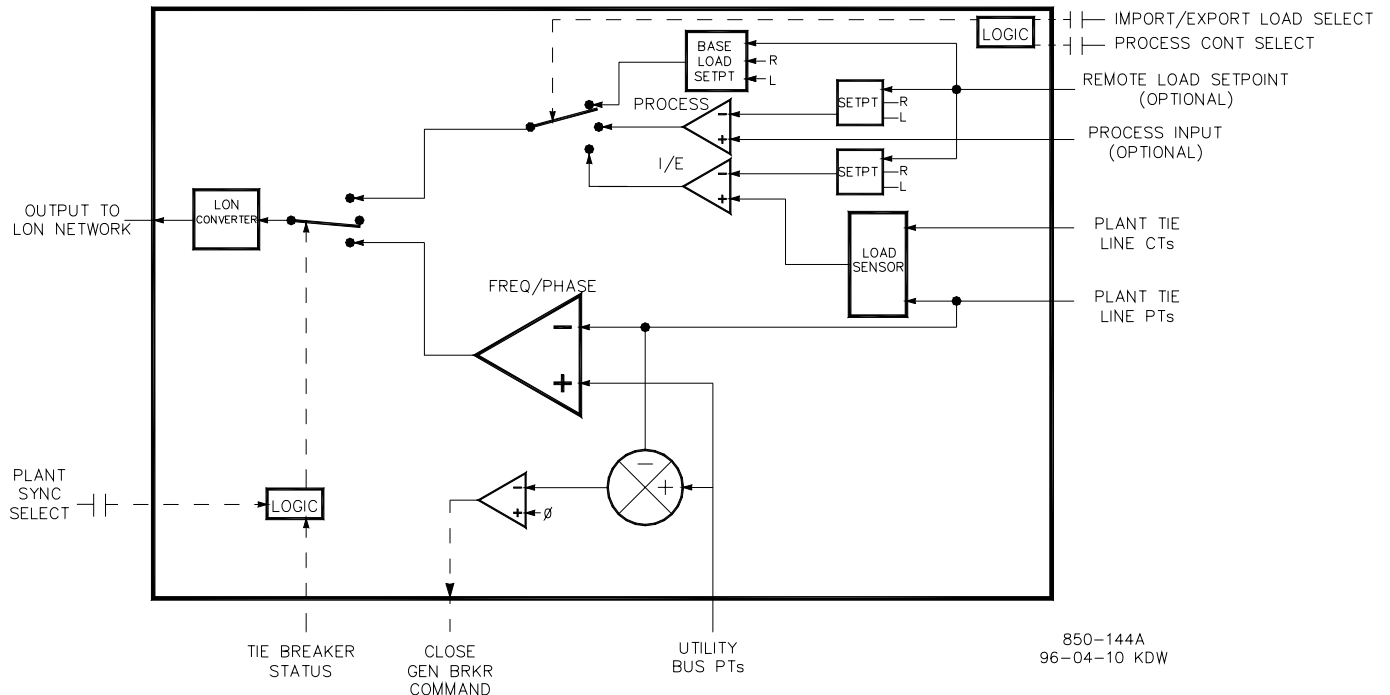 IMPORT/EXPORT LOAD SELECT
LOGIC
PROCESS CONT SELECT
BASE
LOAD
SETPT
R
L
REMOTE LOAD SETPOINT
(OPTIONAL)
SETPT
R
L
PROCESS
−
+
PROCESS INPUT
(OPTIONAL)
I/E
−
+
SETPT
R
L
LON
CONVERTER
OUTPUT TO
LON NETWORK
LOAD
SENSOR
PLANT TIE
LINE CTs
PLANT TIE
LINE PTs
FREQ/PHASE
−
+
PLANT
SYNC
SELECT
LOGIC
−
+
Ø
−
+
TIE BREAKER
STATUS
CLOSE
GEN BRKR
COMMAND
UTILITY
BUS PTs
850-144A
96-04-10 KDW